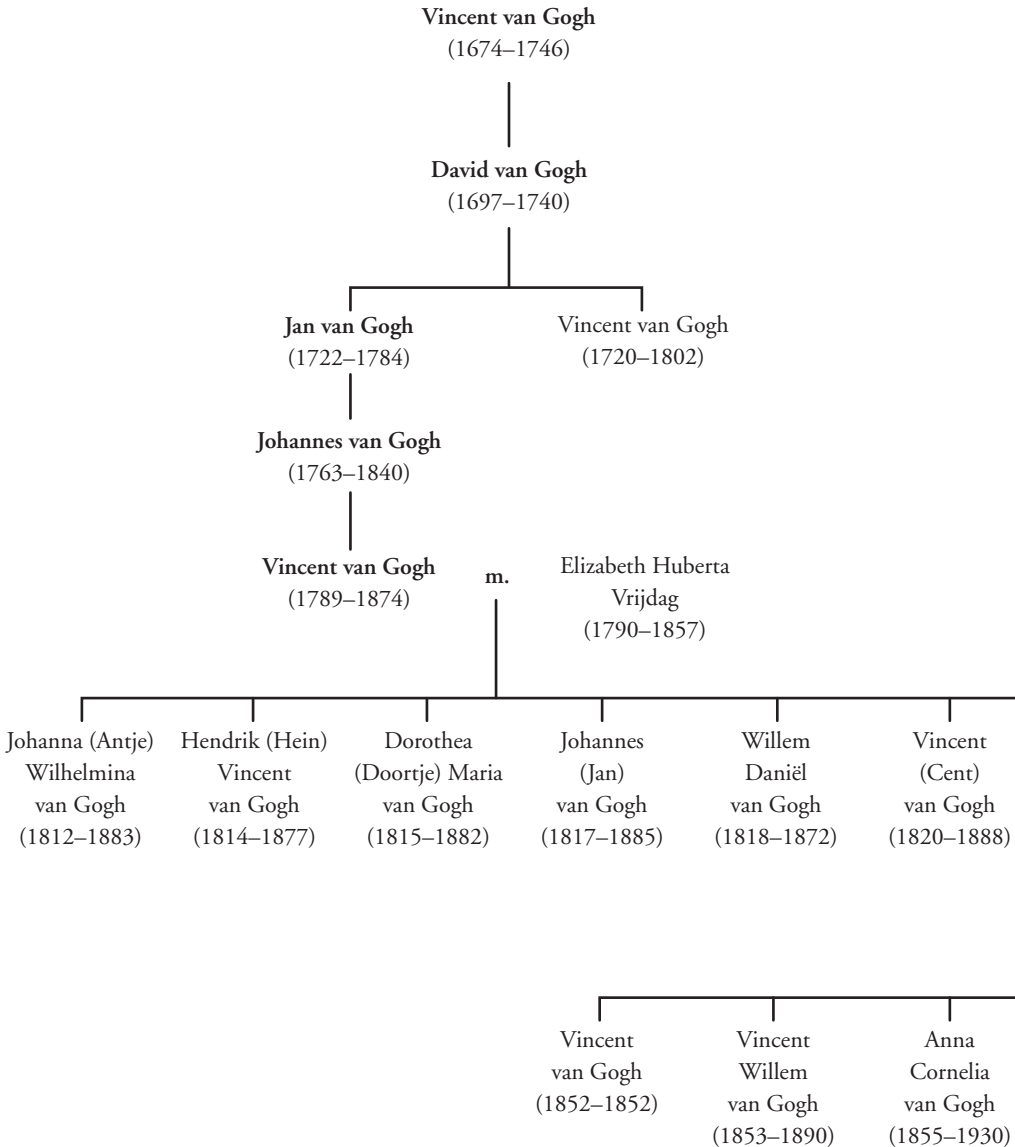 Vincent van Gogh
(1674–1746)
David van Gogh
(1697–1740)
Jan van Gogh
(1722–1784)
Vincent van Gogh
(1720–1802)
Johannes van Gogh
(1763–1840)
Vincent van Gogh
(1789–1874)
m.
Elizabeth Huberta
Vrijdag
(1790–1857)
Johanna (Antje)
Wilhelmina
van Gogh
(1812–1883)
Hendrik (Hein)
Vincent
van Gogh
(1814–1877)
Dorothea
(Doortje) Maria
van Gogh
(1815–1882)
Johannes
(Jan)
van Gogh
(1817–1885)
Willem
Daniël
van Gogh
(1818–1872)
Vincent
(Cent)
van Gogh
(1820–1888)
Vincent
van Gogh
(1852–1852)
Vincent
Willem
van Gogh
(1853–1890)
Anna
Cornelia
van Gogh
(1855–1930)